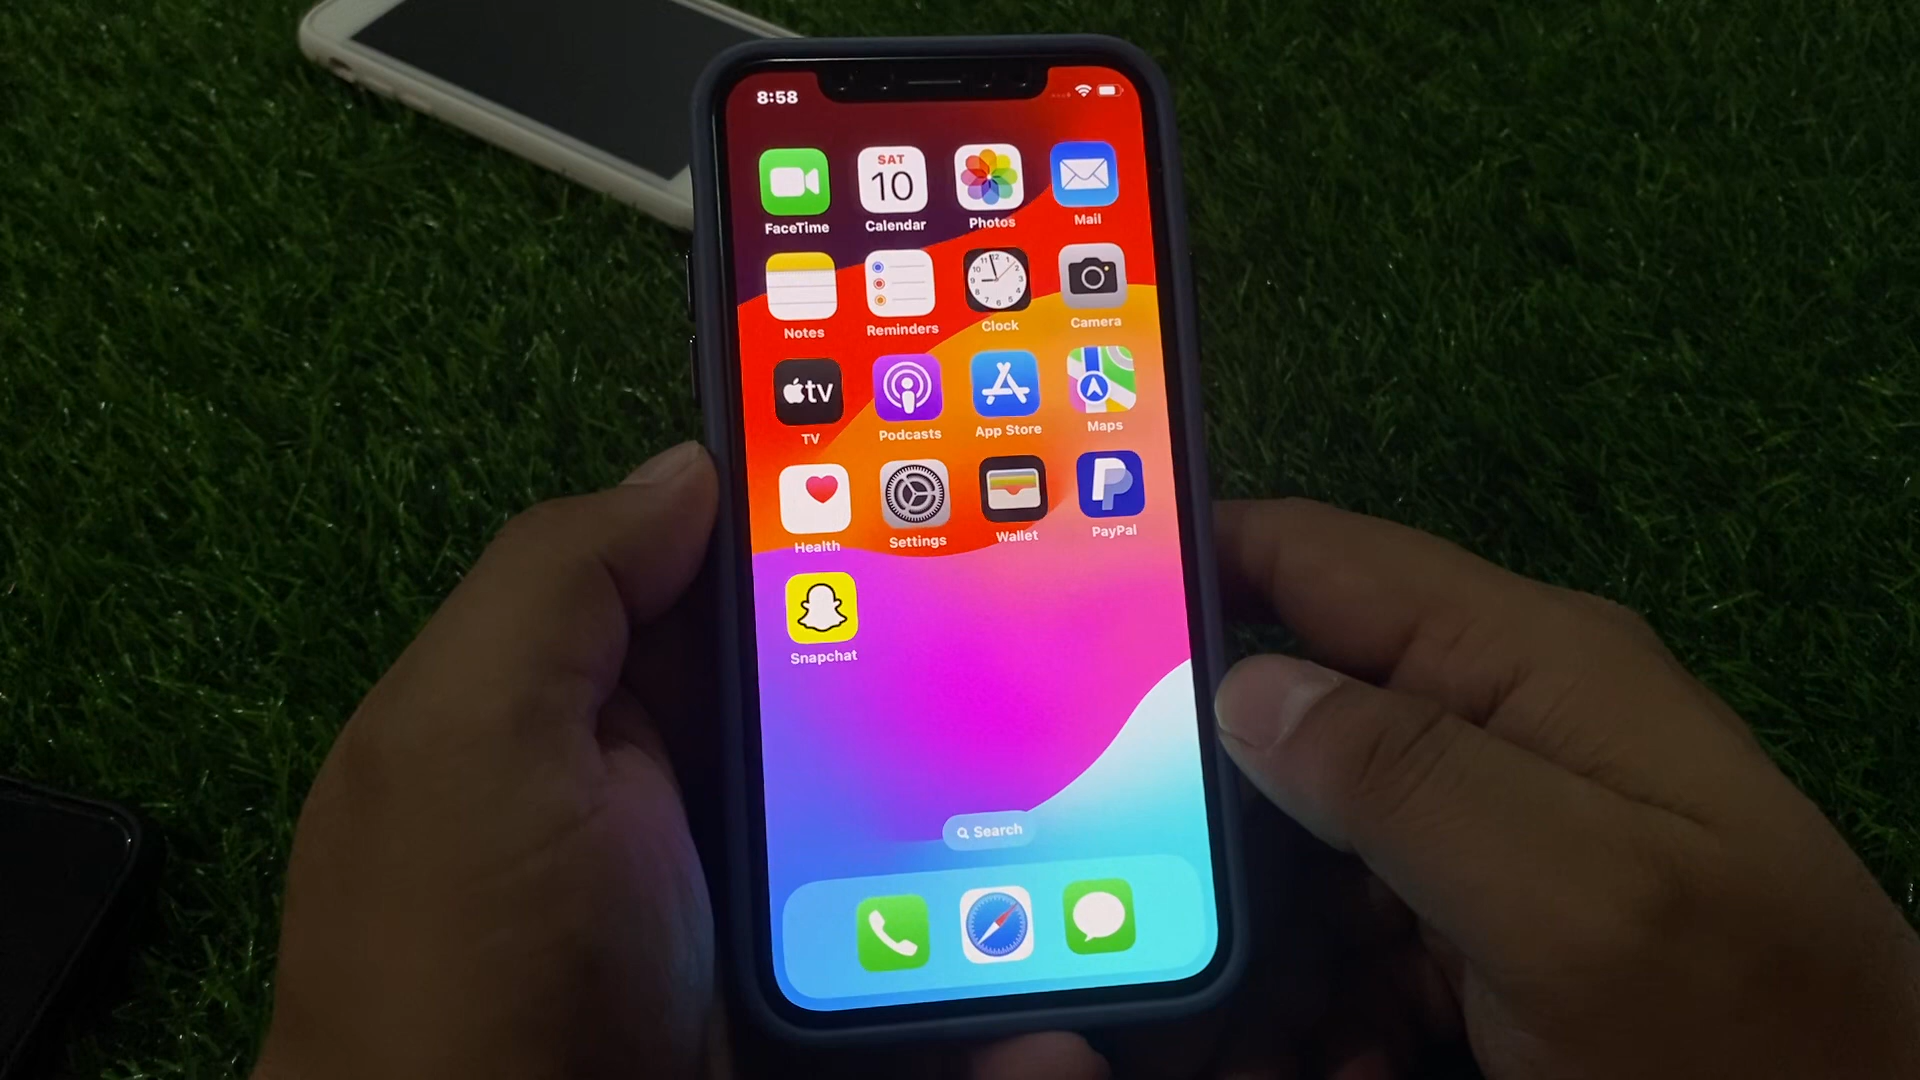 8:58
SAT
10
FaceTime
Calendar
Photos
Mail
Notes
Reminders
Clock
Camera
tv
TV
Podcasts
App Store
Maps
Health
Settings
Wallet
PayPal
Snapchat
Search